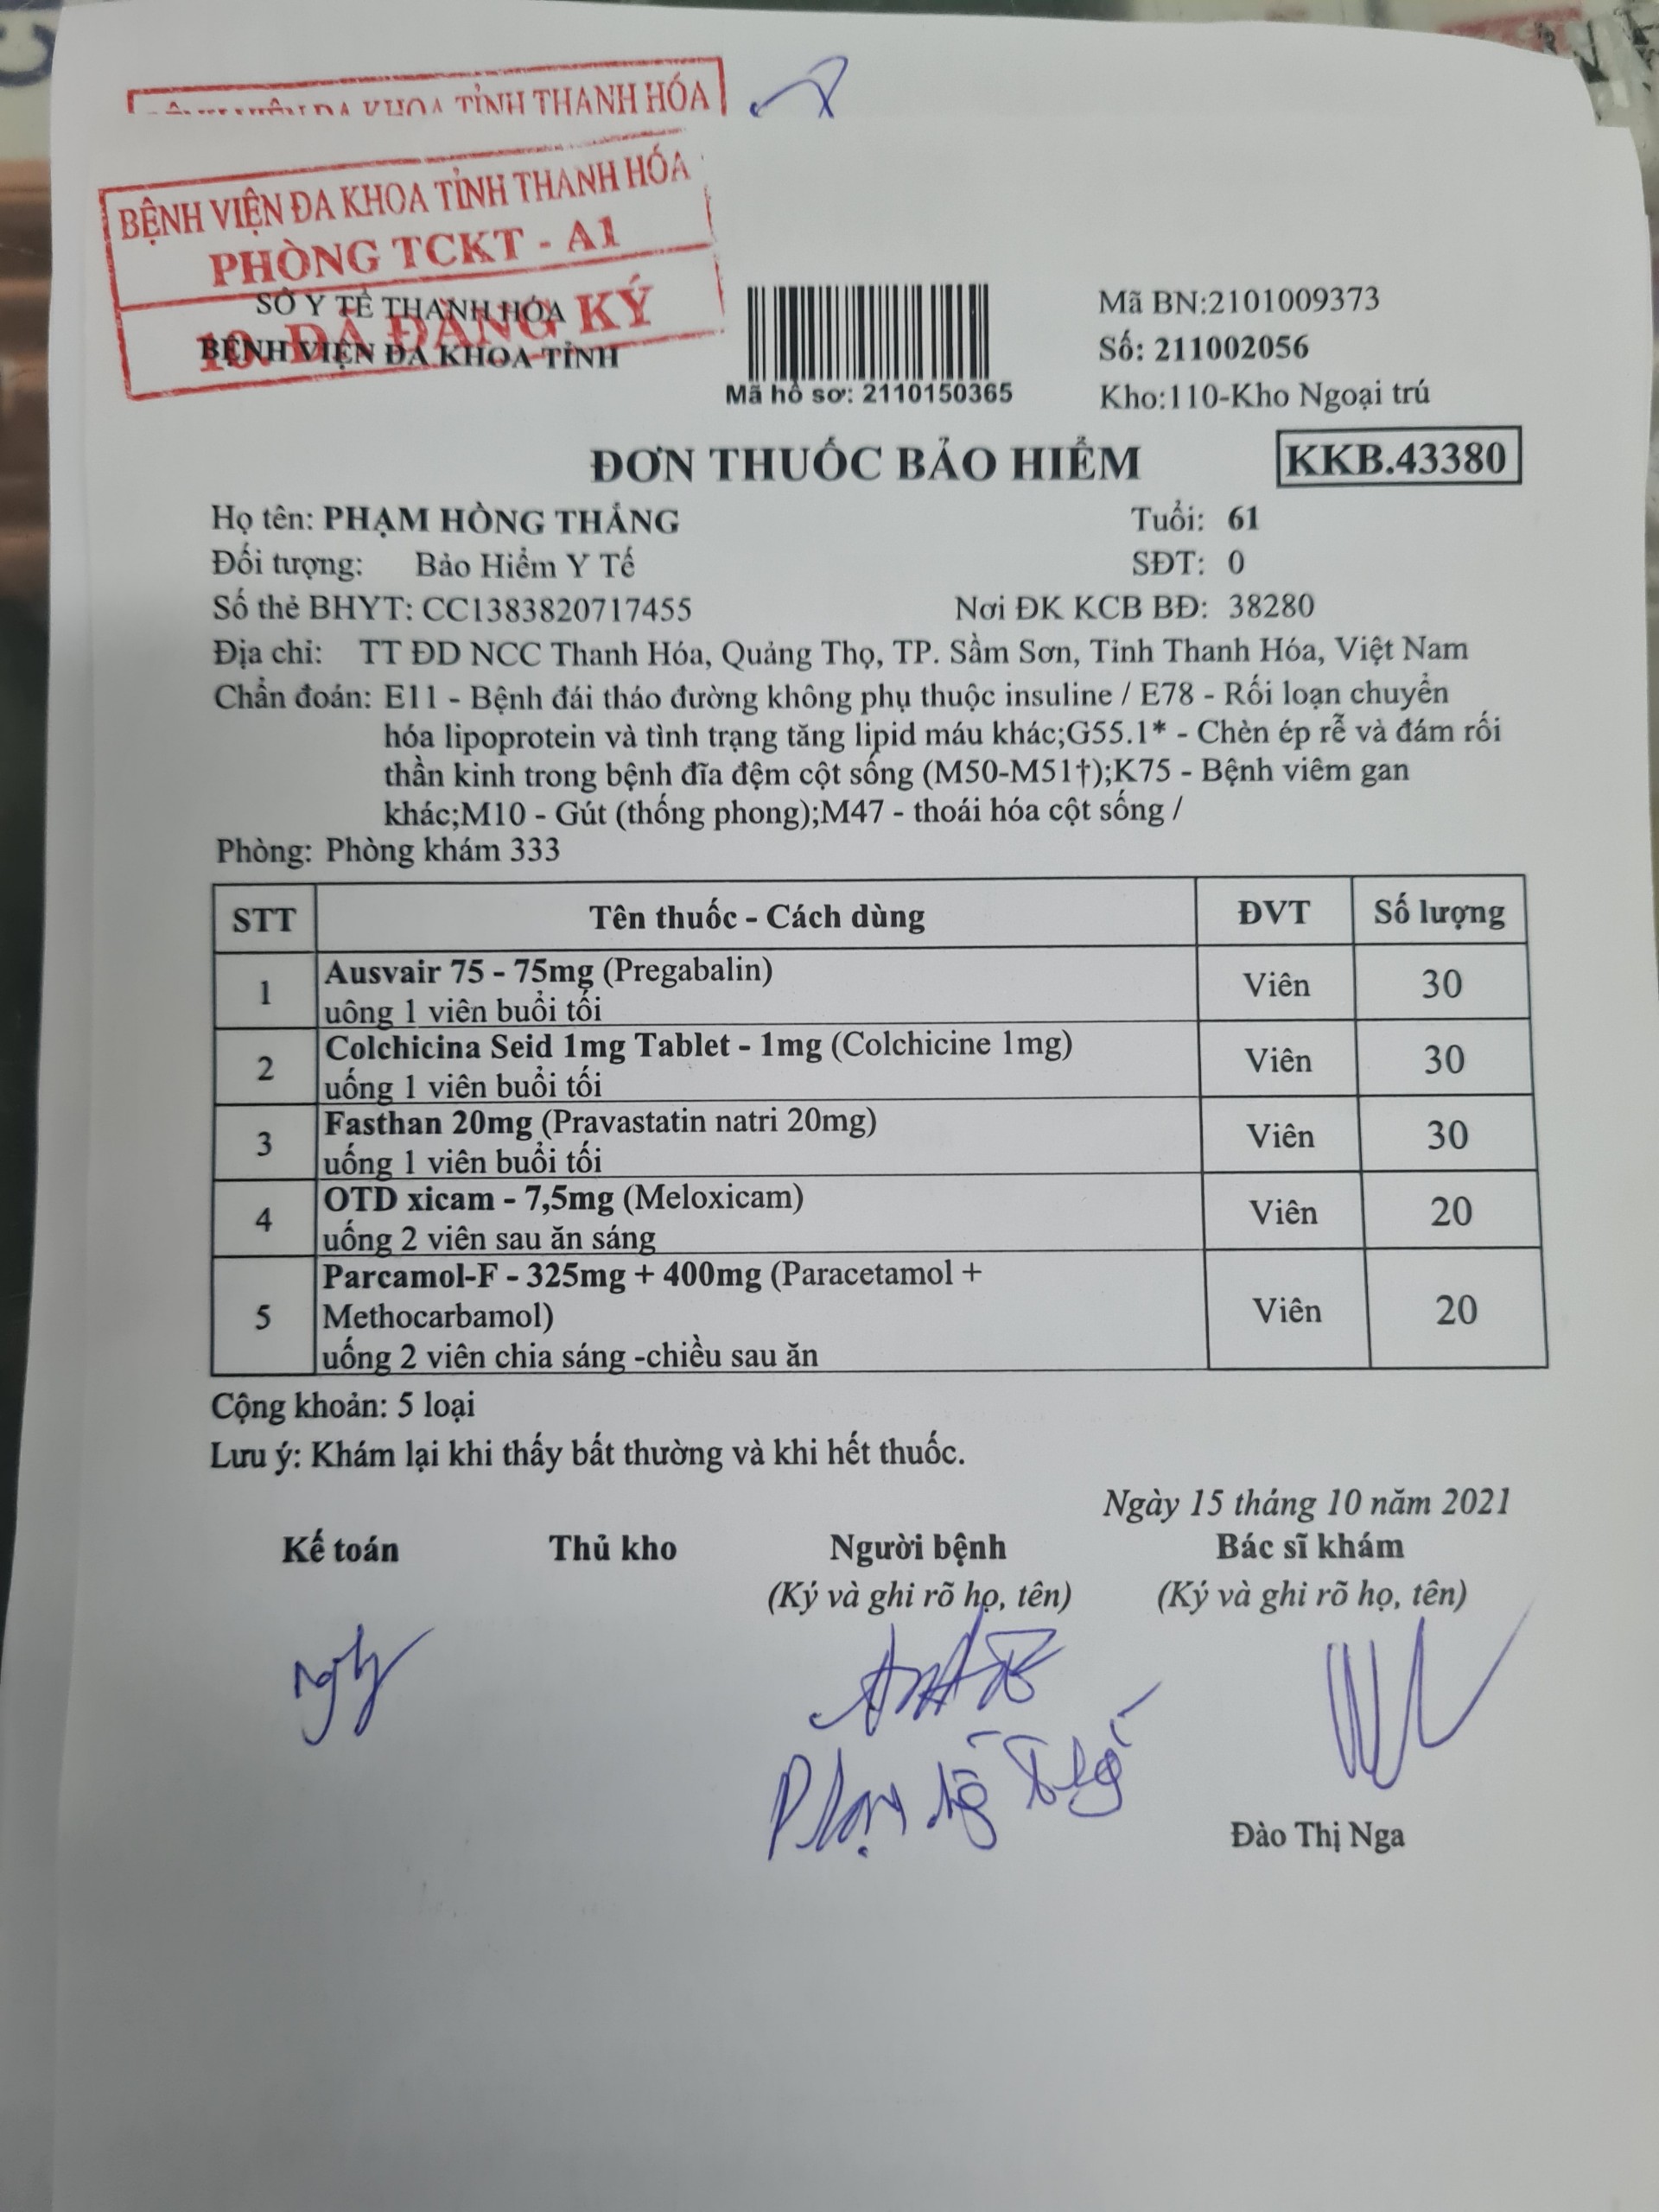 TỈNH THANH HÓA
BỆNH VIỆN ĐA KHOA TỈNH THANH HÓA
PHÒNG TCKT - A1
10. ĐÃ ĐĂNG KÝ
SỞ Y TẾ THANH HÓA
BỆNH VIỆN ĐA KHOA TỈNH
Mã hồ sơ: 2110150365
Mã BN:2101009373
Số: 211002056
Kho:110-Kho Ngoại trú
ĐƠN THUỐC BẢO HIỂM
KKB.43380
Họ tên: PHẠM HỒNG THẮNG Tuổi: 61
Đối tượng: Bảo Hiểm Y Tế SĐT: 0
Số thẻ BHYT: CC1383820717455 Nơi ĐK KCB BĐ: 38280
Địa chỉ: TT ĐD NCC Thanh Hóa, Quảng Thọ, TP. Sầm Sơn, Tỉnh Thanh Hóa, Việt Nam
Chẩn đoán: E11 - Bệnh đái tháo đường không phụ thuộc insuline / E78 - Rối loạn chuyển
hóa lipoprotein và tình trạng tăng lipid máu khác;G55.1* - Chèn ép rễ và đám rối
thần kinh trong bệnh đĩa đệm cột sống (M50-M51†);K75 - Bệnh viêm gan
khác;M10 - Gút (thống phong);M47 - thoái hóa cột sống /
Phòng: Phòng khám 333
STT Tên thuốc - Cách dùng ĐVT Số lượng
1 Ausvair 75 - 75mg (Pregabalin) Viên 30
uông 1 viên buổi tối
2 Colchicina Seid 1mg Tablet - 1mg (Colchicine 1mg) Viên 30
uống 1 viên buổi tối
3 Fasthan 20mg (Pravastatin natri 20mg) Viên 30
uống 1 viên buổi tối
4 OTD xicam - 7,5mg (Meloxicam) Viên 20
uống 2 viên sau ăn sáng
5 Parcamol-F - 325mg + 400mg (Paracetamol + Viên 20
Methocarbamol)
uống 2 viên chia sáng -chiều sau ăn
Cộng khoản: 5 loại
Lưu ý: Khám lại khi thấy bất thường và khi hết thuốc.
Ngày 15 tháng 10 năm 2021
Kế toán Thủ kho Người bệnh Bác sĩ khám
(Ký và ghi rõ họ, tên) (Ký và ghi rõ họ, tên)
Đào Thị Nga